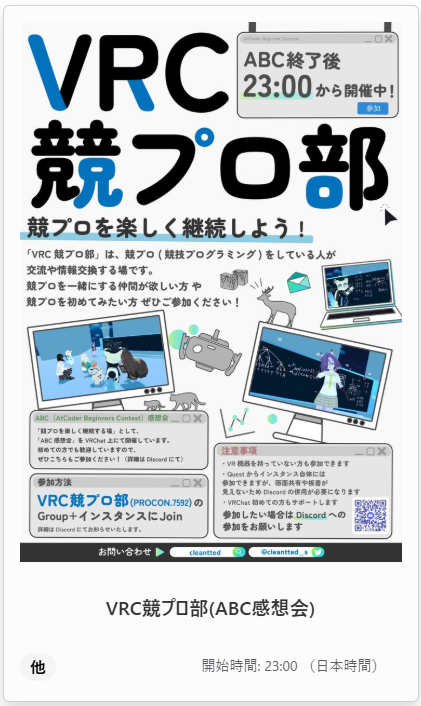 VRC
AtCoder Beginner Contest
ABC終了後
23:00から開催中！
参加
競プロ部
競プロを楽しく継続しよう！
「VRC 競プロ部」は、競プロ ( 競技プログラミング ) をしている人が
交流や情報交換する場です。
競プロを一緒にする仲間が欲しい方 や
競プロを初めてみたい方 ぜひご参加ください！
ABC（AtCoder Beginners Contest）感想会
「競プロを楽しく継続する場」として、
「ABC 感想会」を VRChat 上にて開催しています。
初めての方でも歓迎していますので、
ぜひこちらもご参加ください！（詳細は Discord にて）
参加方法
VRC競プロ部 (PROCON.7592) の
Group＋インスタンスにJoin
詳細は Discord にてお知らせいたします。
注意事項
・VR 機器を持っていない方も参加できます
・Quest からインスタンス自体には
参加できますが、画面共有や板書が
見えないため Discord の併用が必要になります
・VRChat 初めての方もサポートします
参加したい場合は Discord への
参加をお願いします
お問い合わせ ▶ cleantted @cleantted_s
VRC競プロ部(ABC感想会)
他
開始時間: 23:00 （日本時間）